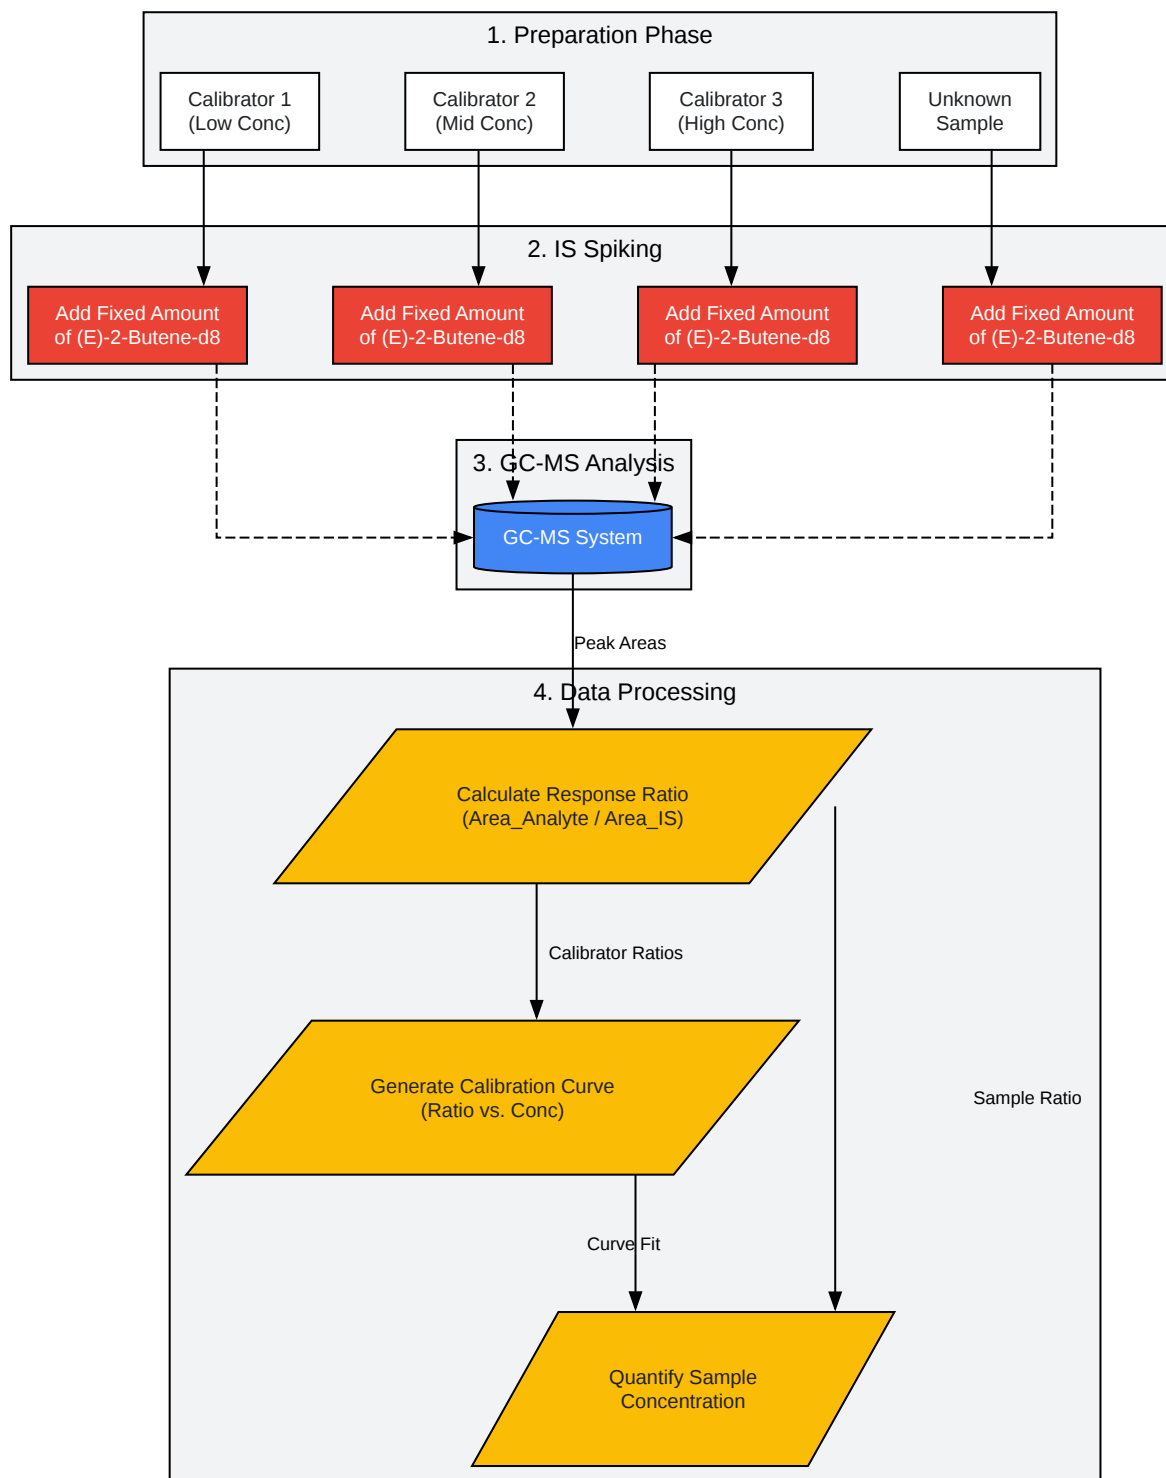 1. Preparation Phase
Calibrator 1
(Low Conc)
Calibrator 2
(Mid Conc)
Calibrator 3
(High Conc)
Unknown
Sample
2. IS Spiking
Add Fixed Amount
of (E)-2-Butene-d8
Add Fixed Amount
of (E)-2-Butene-d8
Add Fixed Amount
of (E)-2-Butene-d8
Add Fixed Amount
of (E)-2-Butene-d8
3. GC-MS Analysis
GC-MS System
Peak Areas
4. Data Processing
Calculate Response Ratio
(Area_Analyte / Area_IS)
Calibrator Ratios
Generate Calibration Curve
(Ratio vs. Conc)
Sample Ratio
Curve Fit
Quantify Sample
Concentration